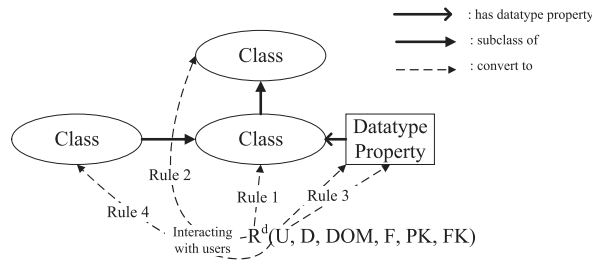 : has datatype property
: subclass of
: convert to
Class
Class
Class
Datatype
Property
Rule 2
Rule 1
Rule 3
Rule 4
Interacting
with users
R^d(U, D, DOM, F, PK, FK)